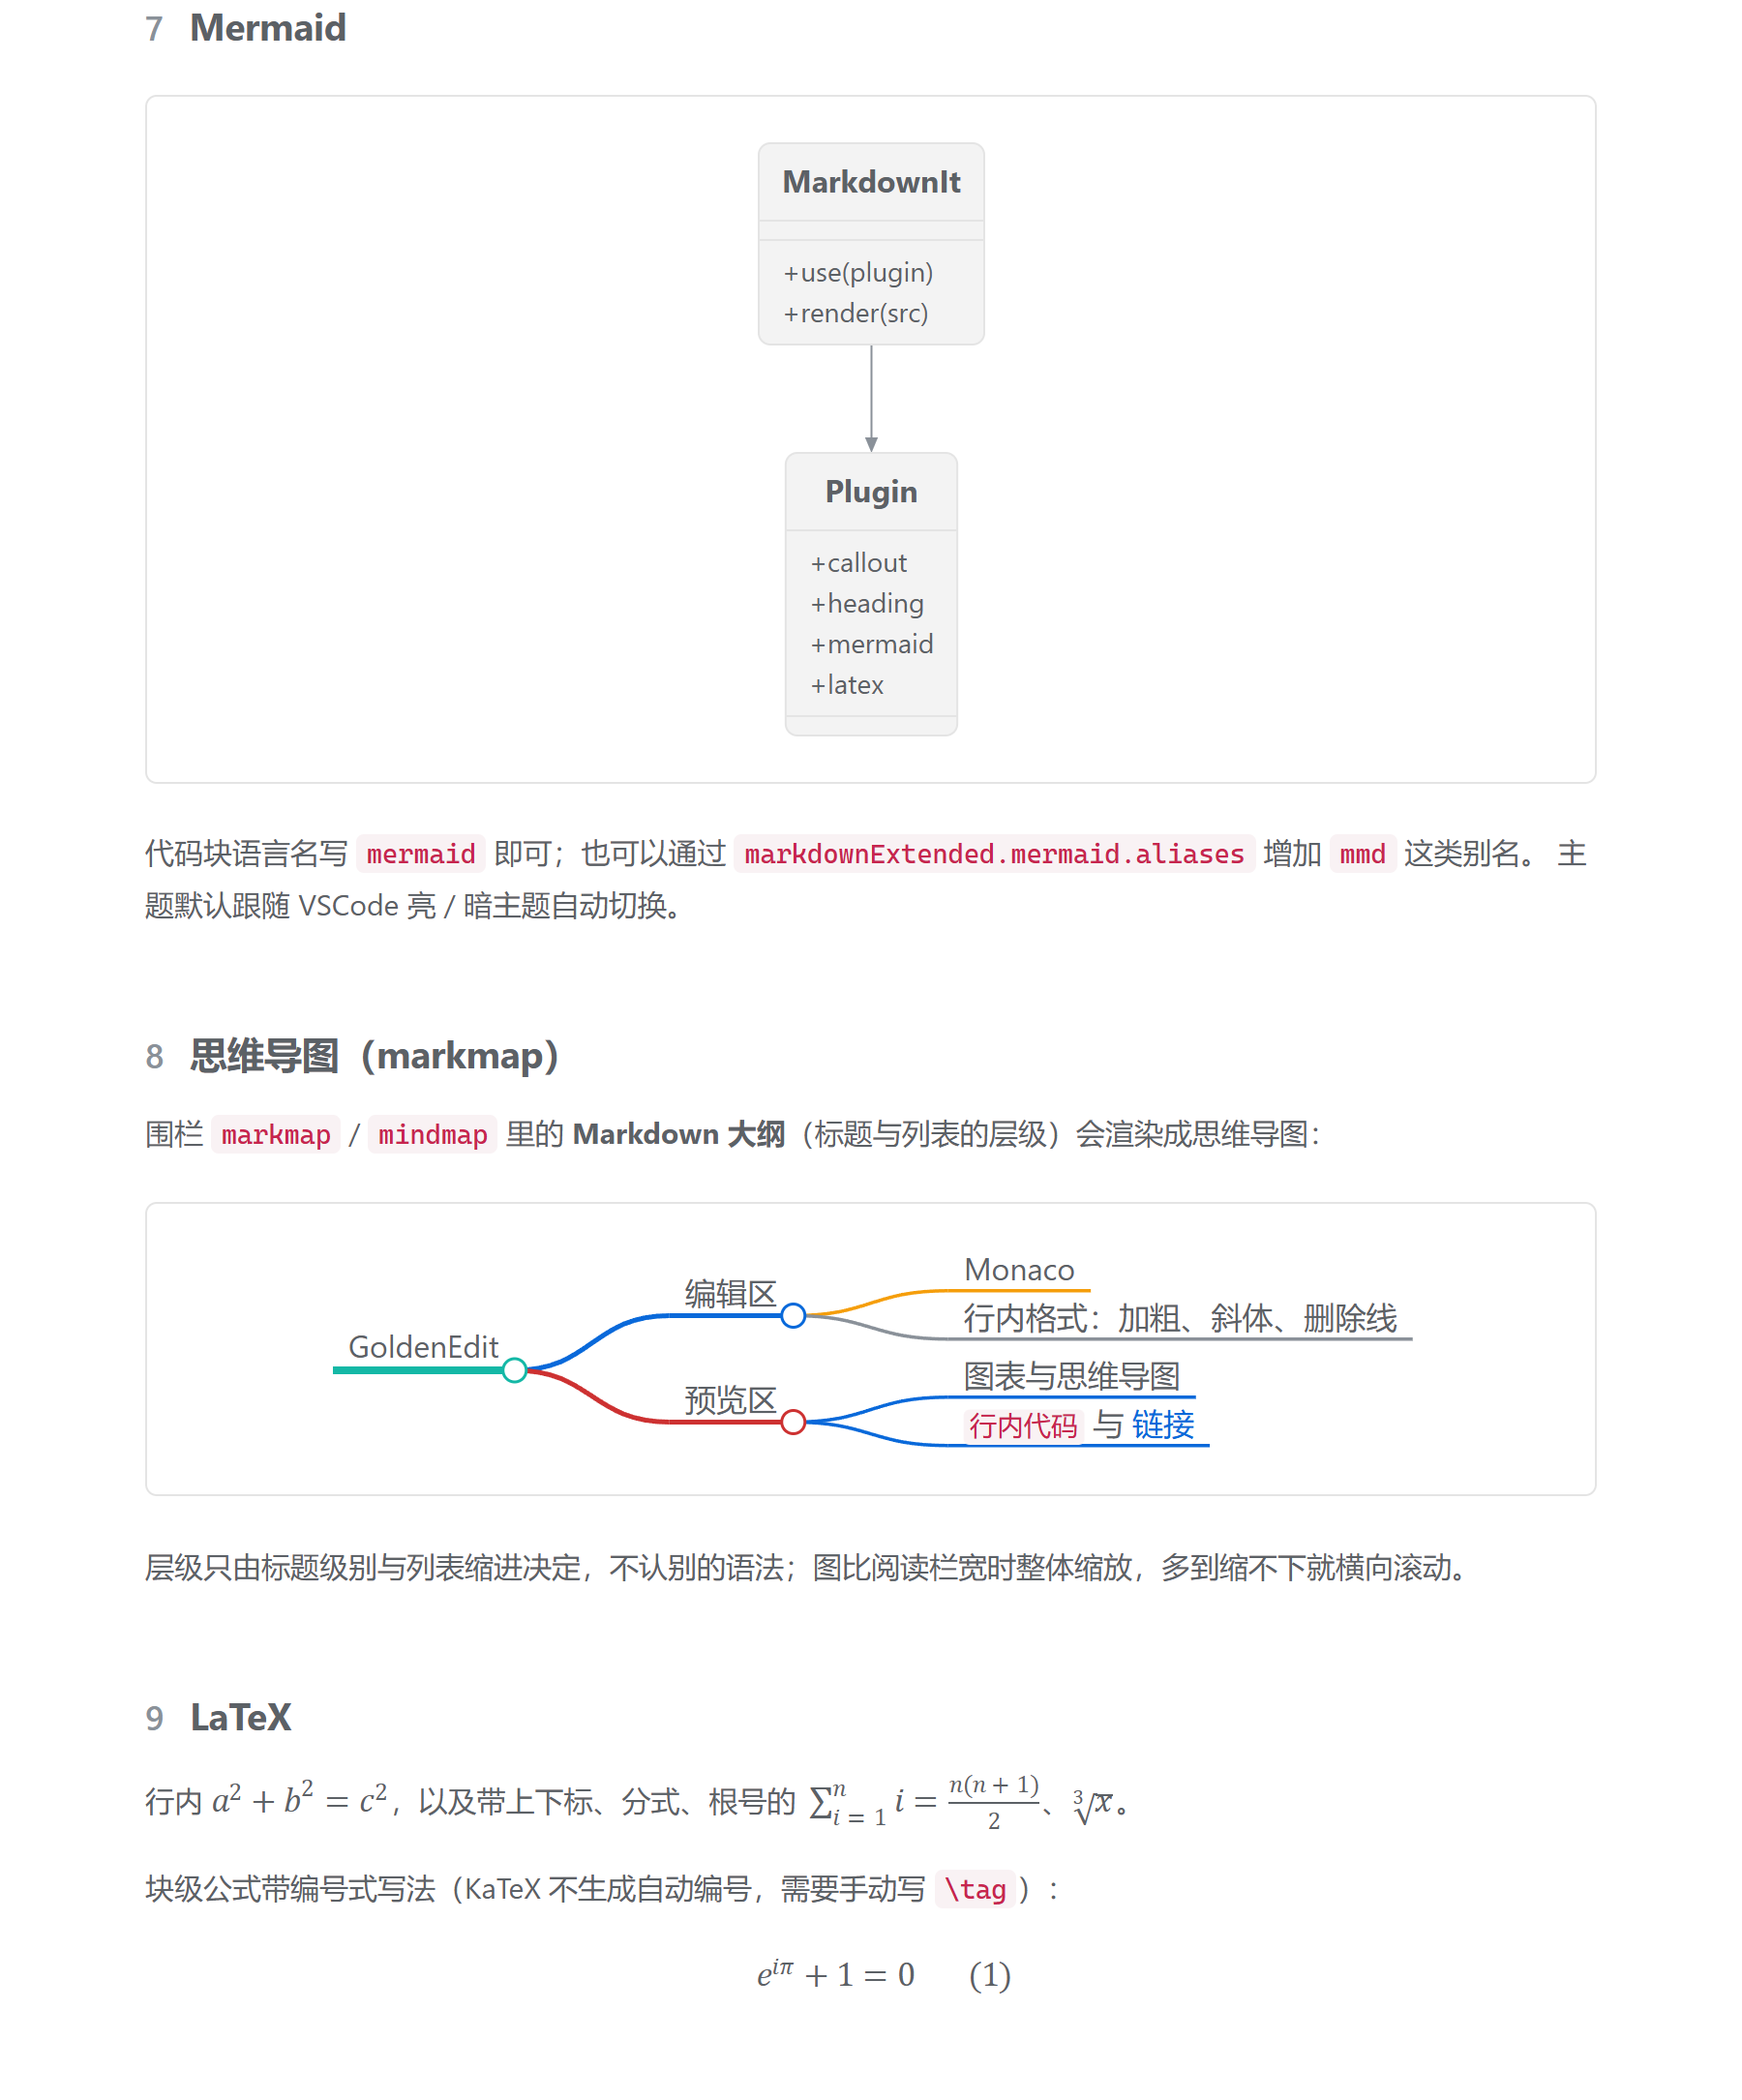 7 Mermaid
MarkdownIt
+use(plugin)
+render(src)
Plugin
+callout
+heading
+mermaid
+latex
代码块语言名写 mermaid 即可；也可以通过 markdownExtended.mermaid.aliases 增加 mmd 这类别名。 主
题默认跟随 VSCode 亮 / 暗主题自动切换。
8 思维导图（markmap）
围栏 markmap / mindmap 里的 Markdown 大纲（标题与列表的层级）会渲染成思维导图：
GoldenEdit
编辑区
Monaco
行内格式：加粗、斜体、删除线
预览区
图表与思维导图
行内代码 与 链接
层级只由标题级别与列表缩进决定，不认别的语法；图比阅读栏宽时整体缩放，多到缩不下就横向滚动。
9 LaTeX
行内 a² + b² = c²，以及带上下标、分式、根号的 ∑_{i = 1}^{n} i = \frac{n(n + 1)}{2}、∛x。
块级公式带编号式写法（KaTeX 不生成自动编号，需要手动写 \tag）：
e^{iπ} + 1 = 0 (1)